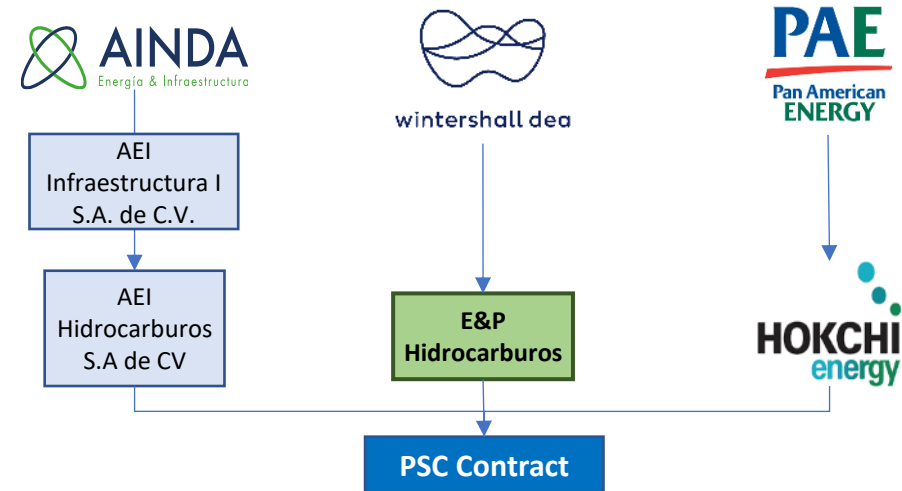 AINDA
Energía & Infraestructura
wintershall dea
PAE
Pan American
ENERGY
AEI
Infraestructura I
S.A. de C.V.
AEI
Hidrocarburos
S.A de CV
E&P
Hidrocarburos
HOKCHI
energy
PSC Contract